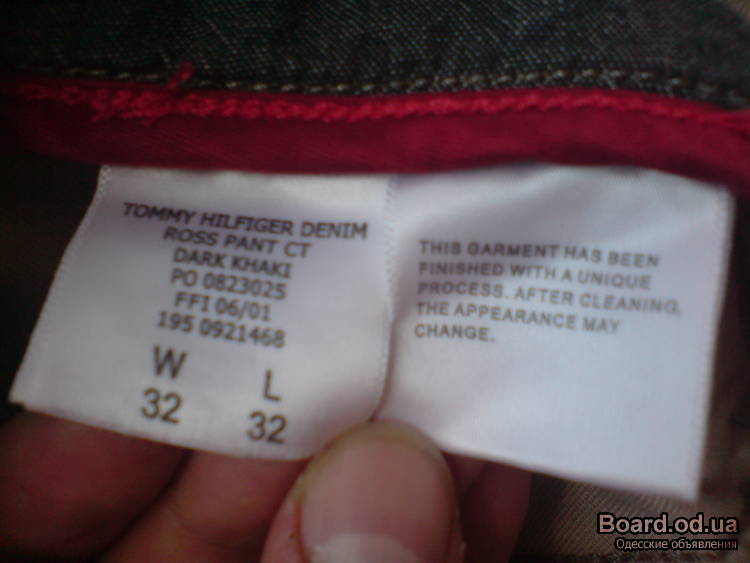 TOMMY HILFIGER DENIM
ROSS PANT CT
DARK KHAKI
PO 0823025
FFI 06/01
195 0921468
W L
32 32
THIS GARMENT HAS BEEN
FINISHED WITH A UNIQUE
PROCESS. AFTER CLEANING,
THE APPEARANCE MAY
CHANGE.
Board.od.ua
Одесские объявления